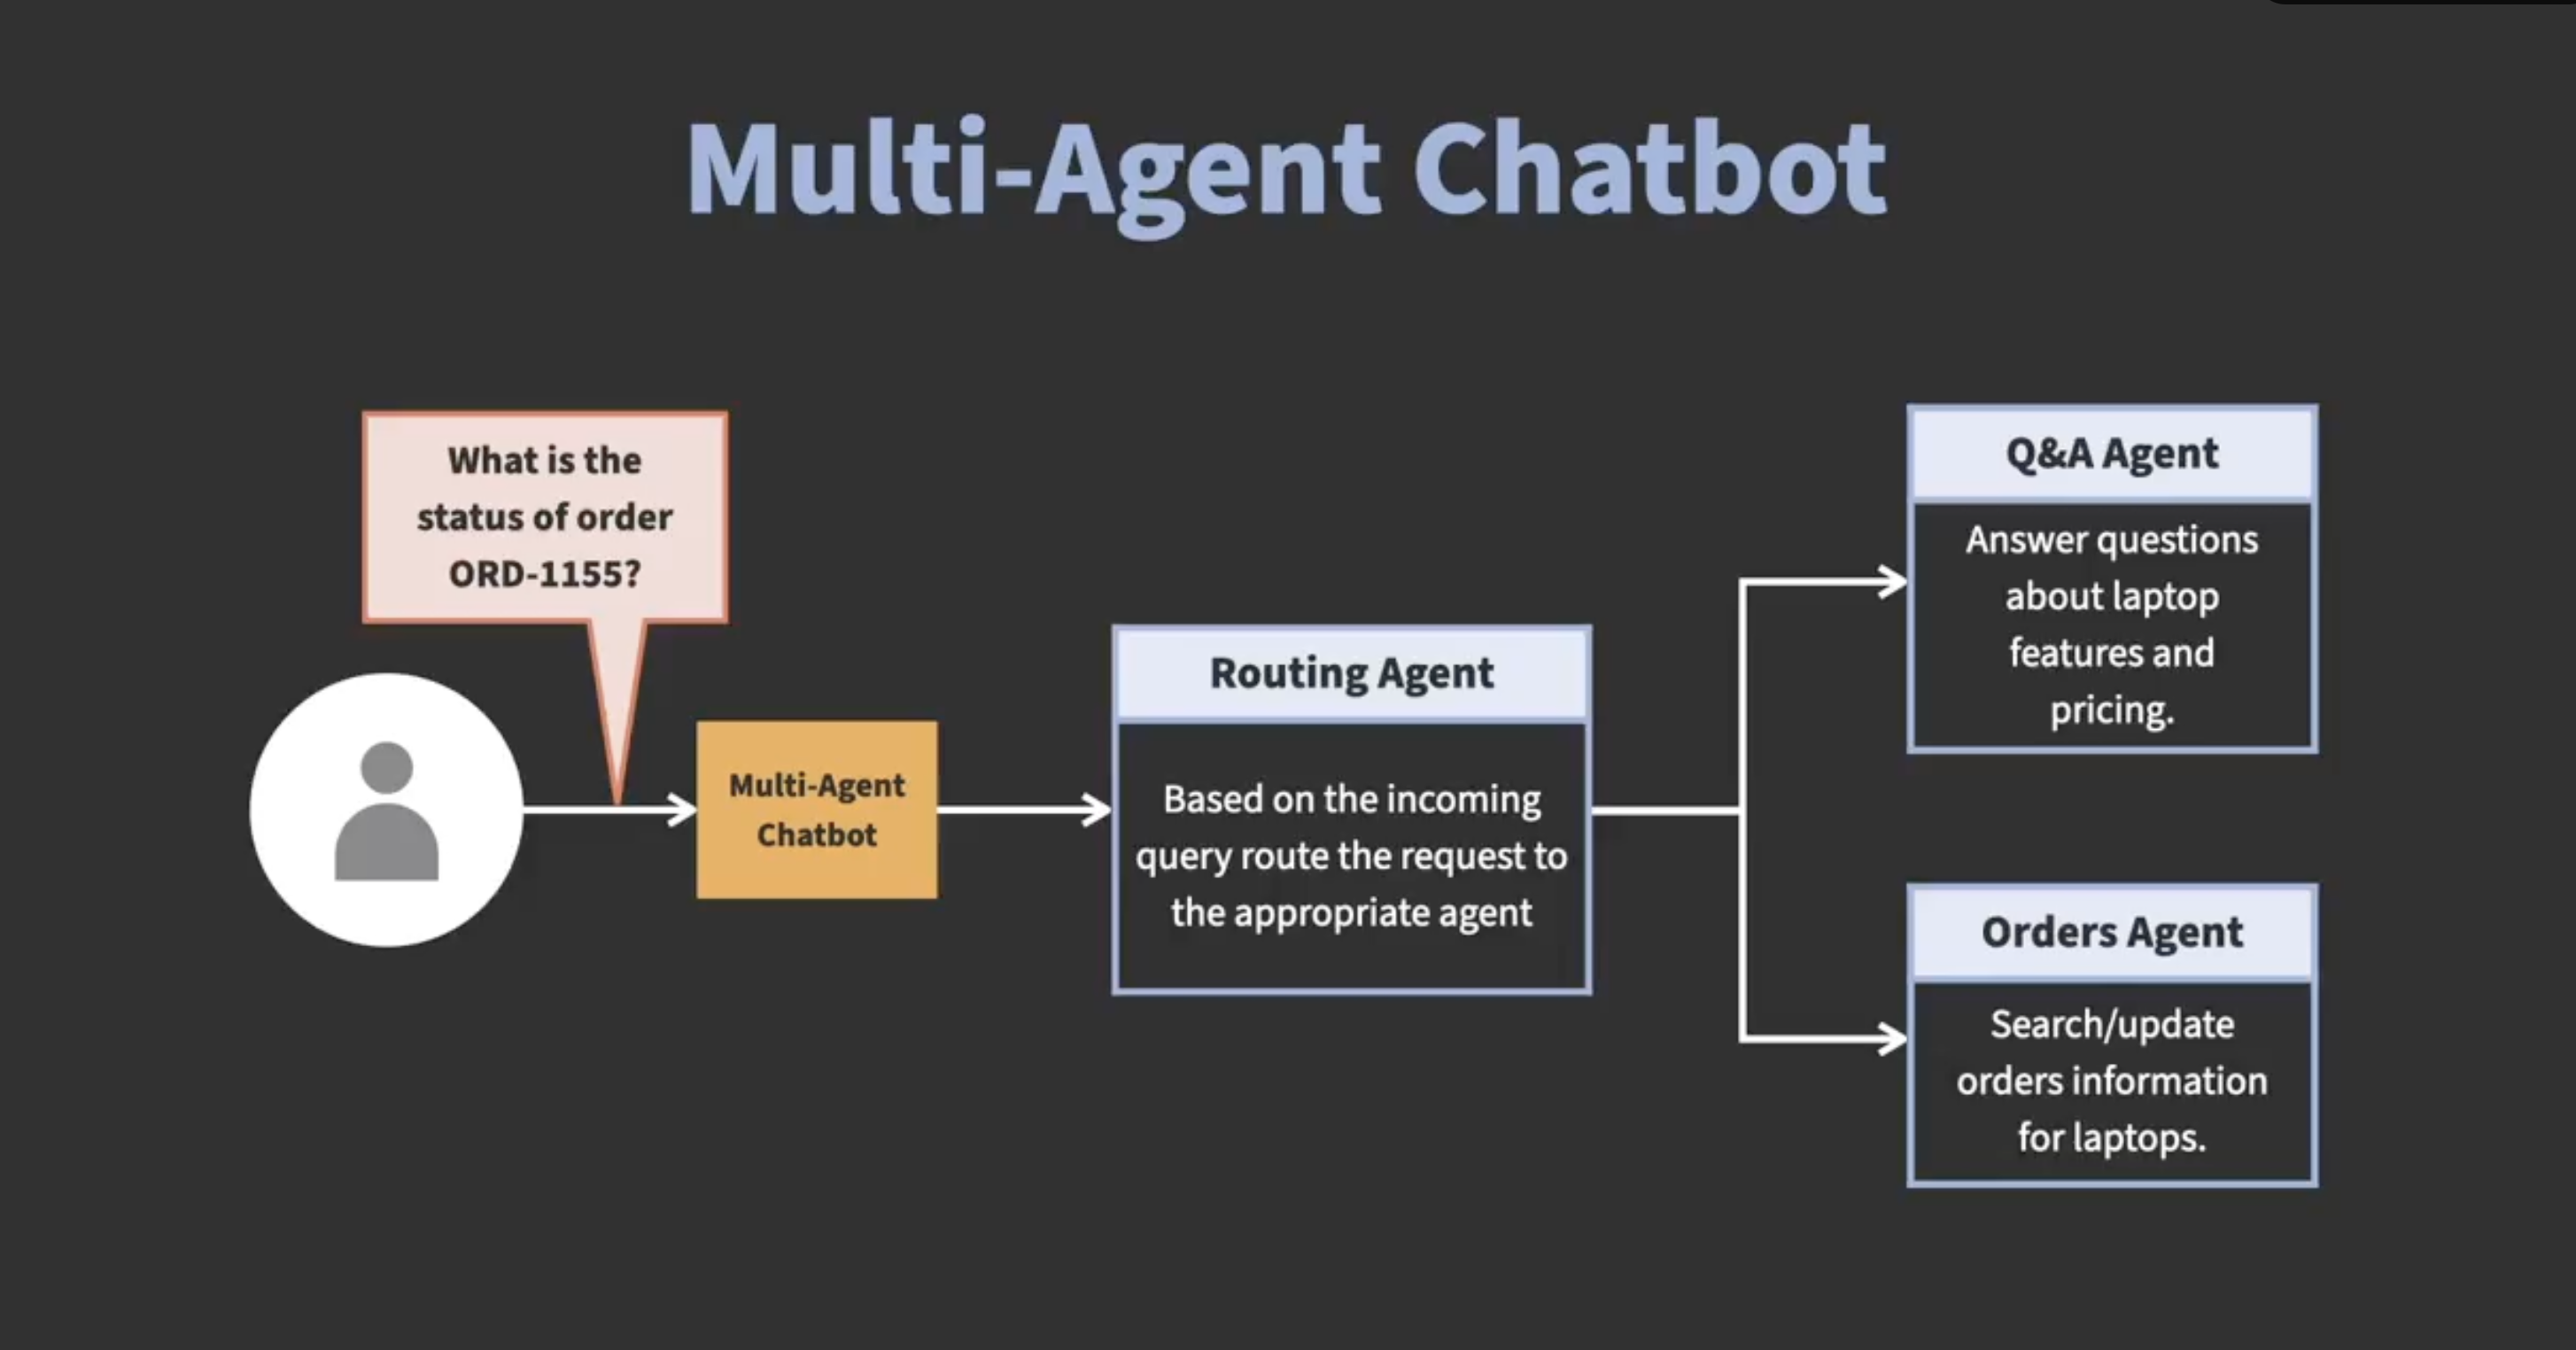 Multi-Agent Chatbot
What is the
status of order
ORD-1155?
Multi-Agent
Chatbot
Routing Agent
Based on the incoming
query route the request to
the appropriate agent
Q&A Agent
Answer questions
about laptop
features and
pricing.
Orders Agent
Search/update
orders information
for laptops.